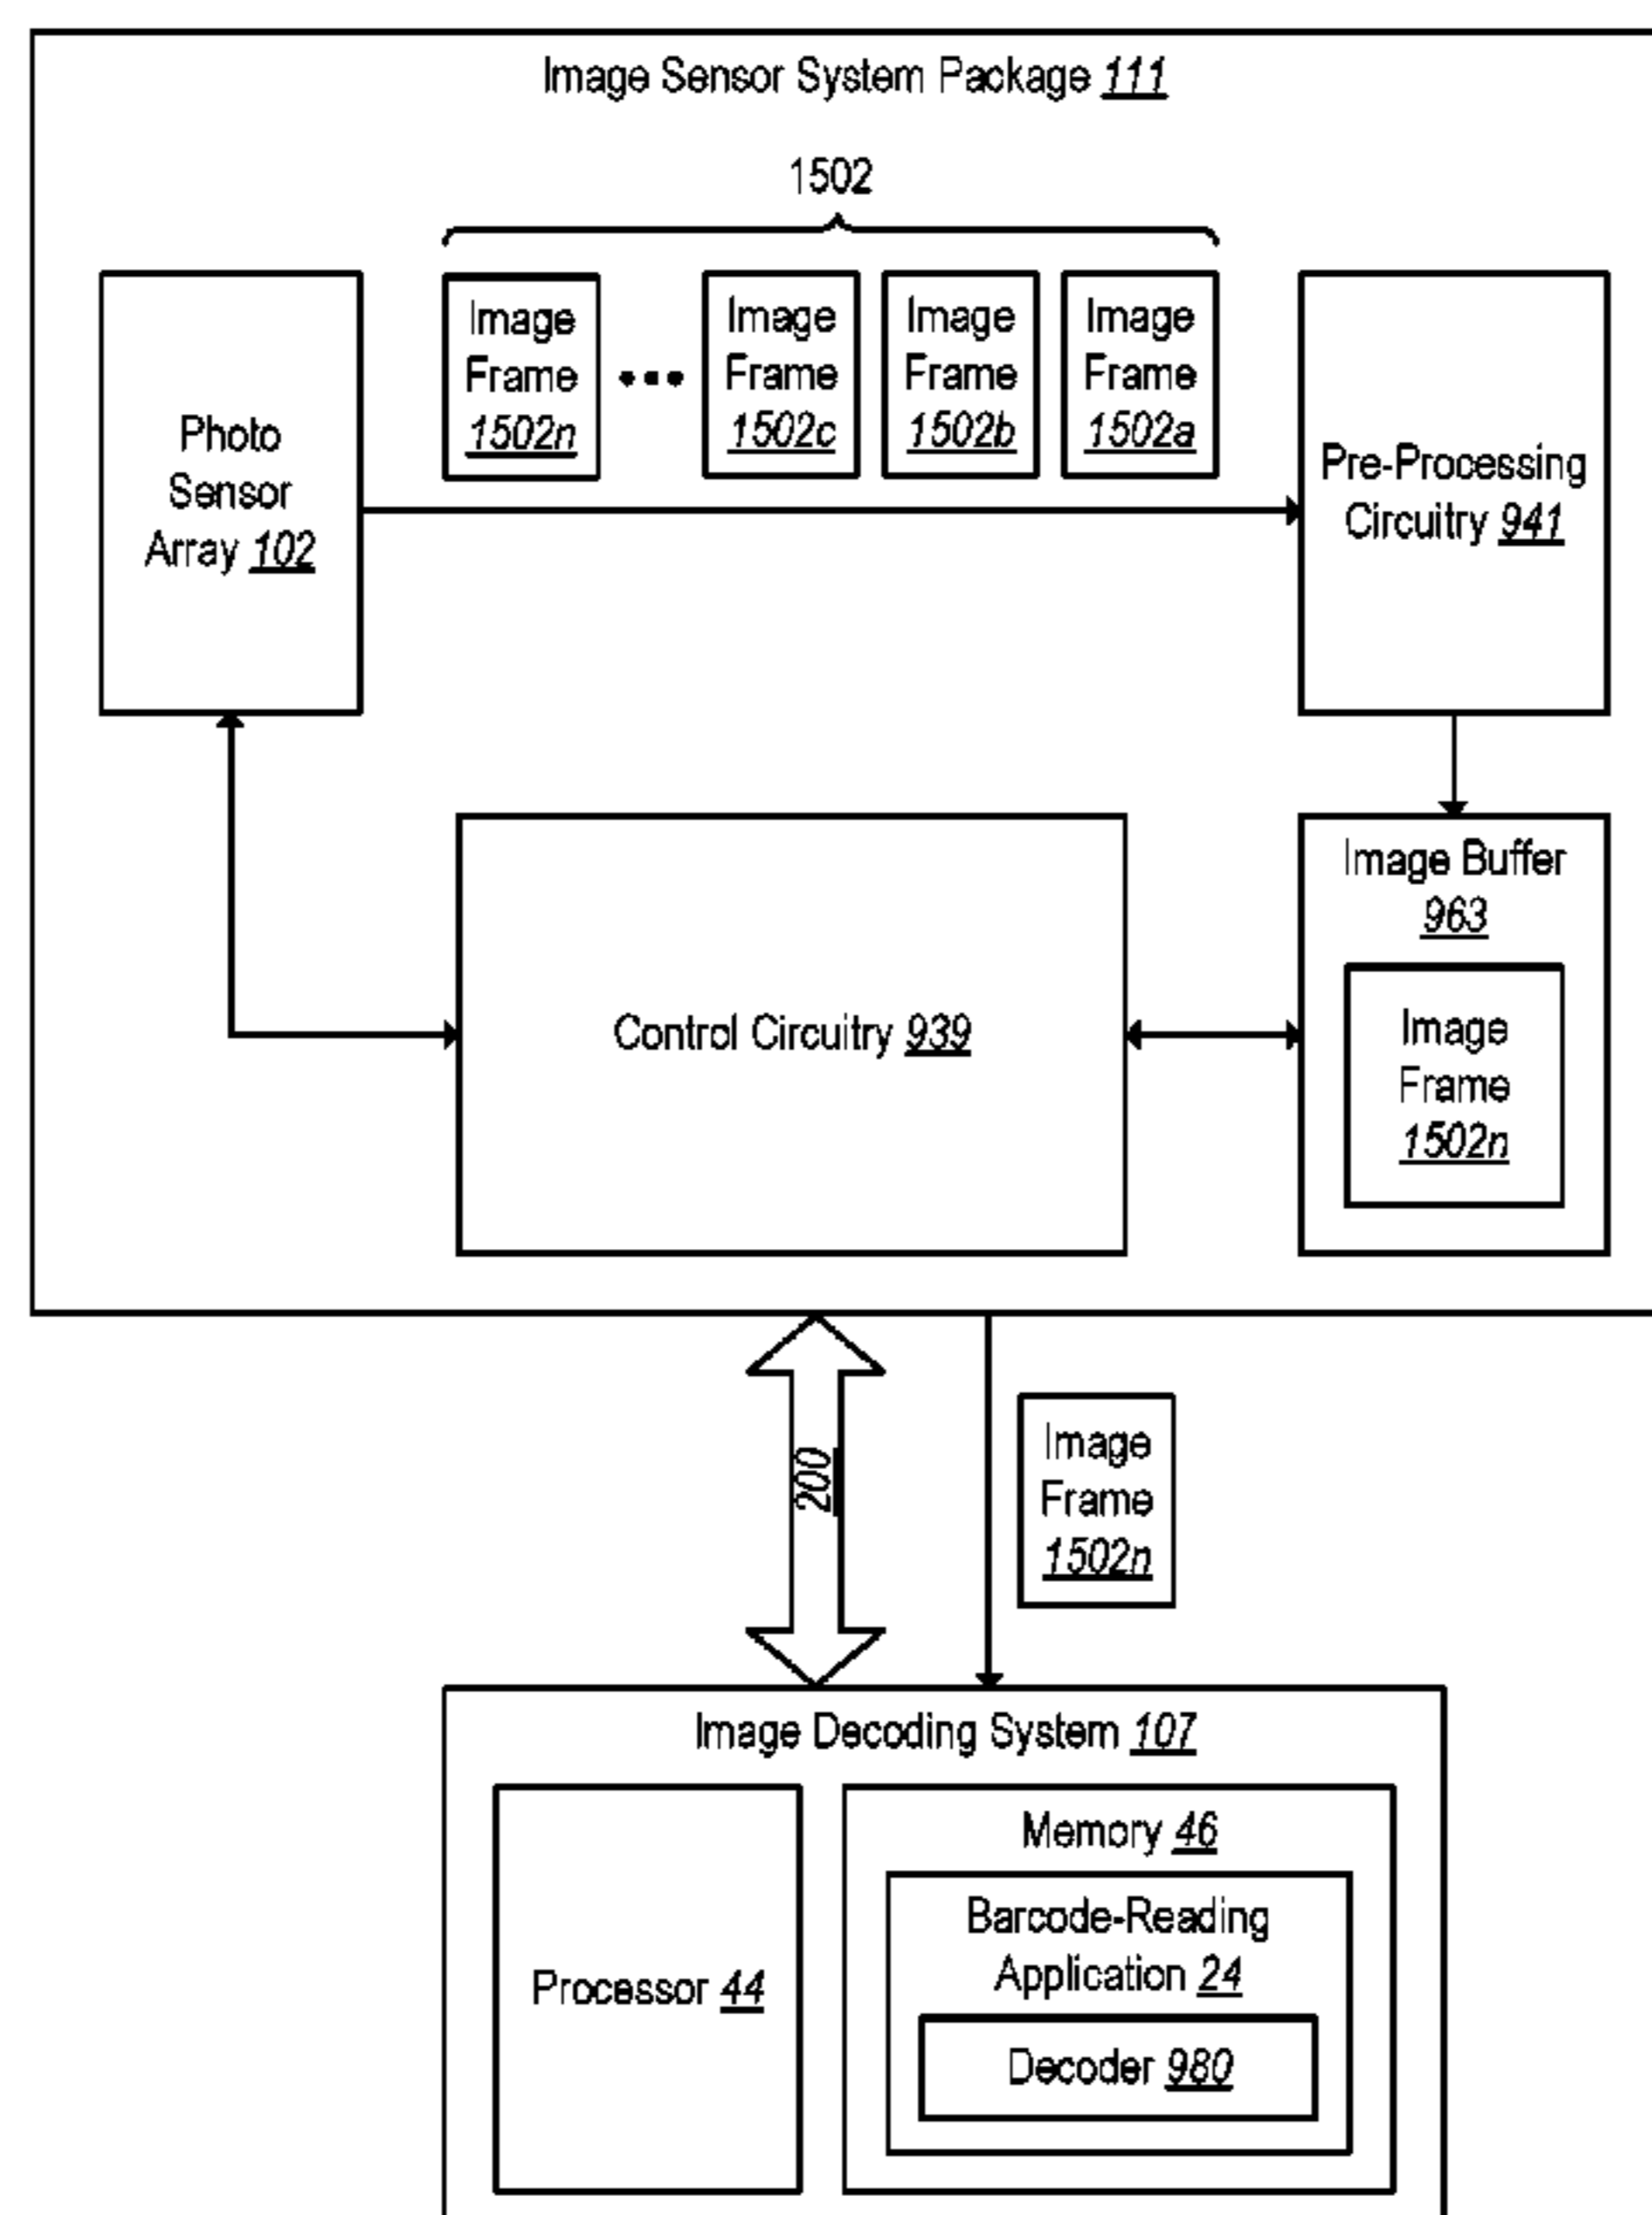 Image Sensor System Package 111
1502
Image
Frame
1502n
Image
Frame
1502c
Image
Frame
1502b
Image
Frame
1502a
Photo
Sensor
Array 102
Pre-Processing
Circuitry 941
Control Circuitry 939
Image Buffer
963
Image
Frame
1502n
200
Image
Frame
1502n
Image Decoding System 107
Processor 44
Memory 46
Barcode-Reading
Application 24
Decoder 980